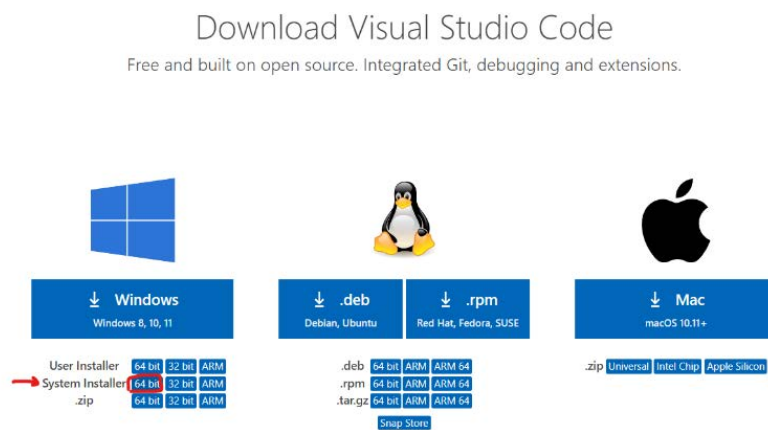 Download Visual Studio Code
Free and built on open source. Integrated Git, debugging and extensions.
Windows
Windows 8, 10, 11
User Installer 64 bit 32 bit ARM
System Installer 64 bit 32 bit ARM
.zip 64 bit 32 bit ARM
.deb
Debian, Ubuntu
.rpm
Red Hat, Fedora, SUSE
.deb 64 bit ARM ARM 64
.rpm 64 bit ARM ARM 64
.tar.gz 64 bit ARM ARM 64
Snap Store
Mac
macOS 10.11+
.zip Universal Intel Chip Apple Silicon